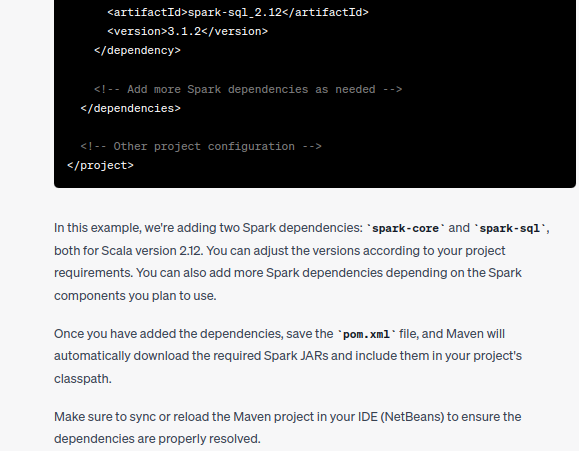 <artifactId>spark-sql_2.12</artifactId>
<version>3.1.2</version>
</dependency>
<!-- Add more Spark dependencies as needed -->
</dependencies>
<!-- Other project configuration -->
</project>
In this example, we're adding two Spark dependencies: `spark-core` and `spark-sql`,
both for Scala version 2.12. You can adjust the versions according to your project
requirements. You can also add more Spark dependencies depending on the Spark
components you plan to use.
Once you have added the dependencies, save the `pom.xml` file, and Maven will
automatically download the required Spark JARs and include them in your project's
classpath.
Make sure to sync or reload the Maven project in your IDE (NetBeans) to ensure the
dependencies are properly resolved.